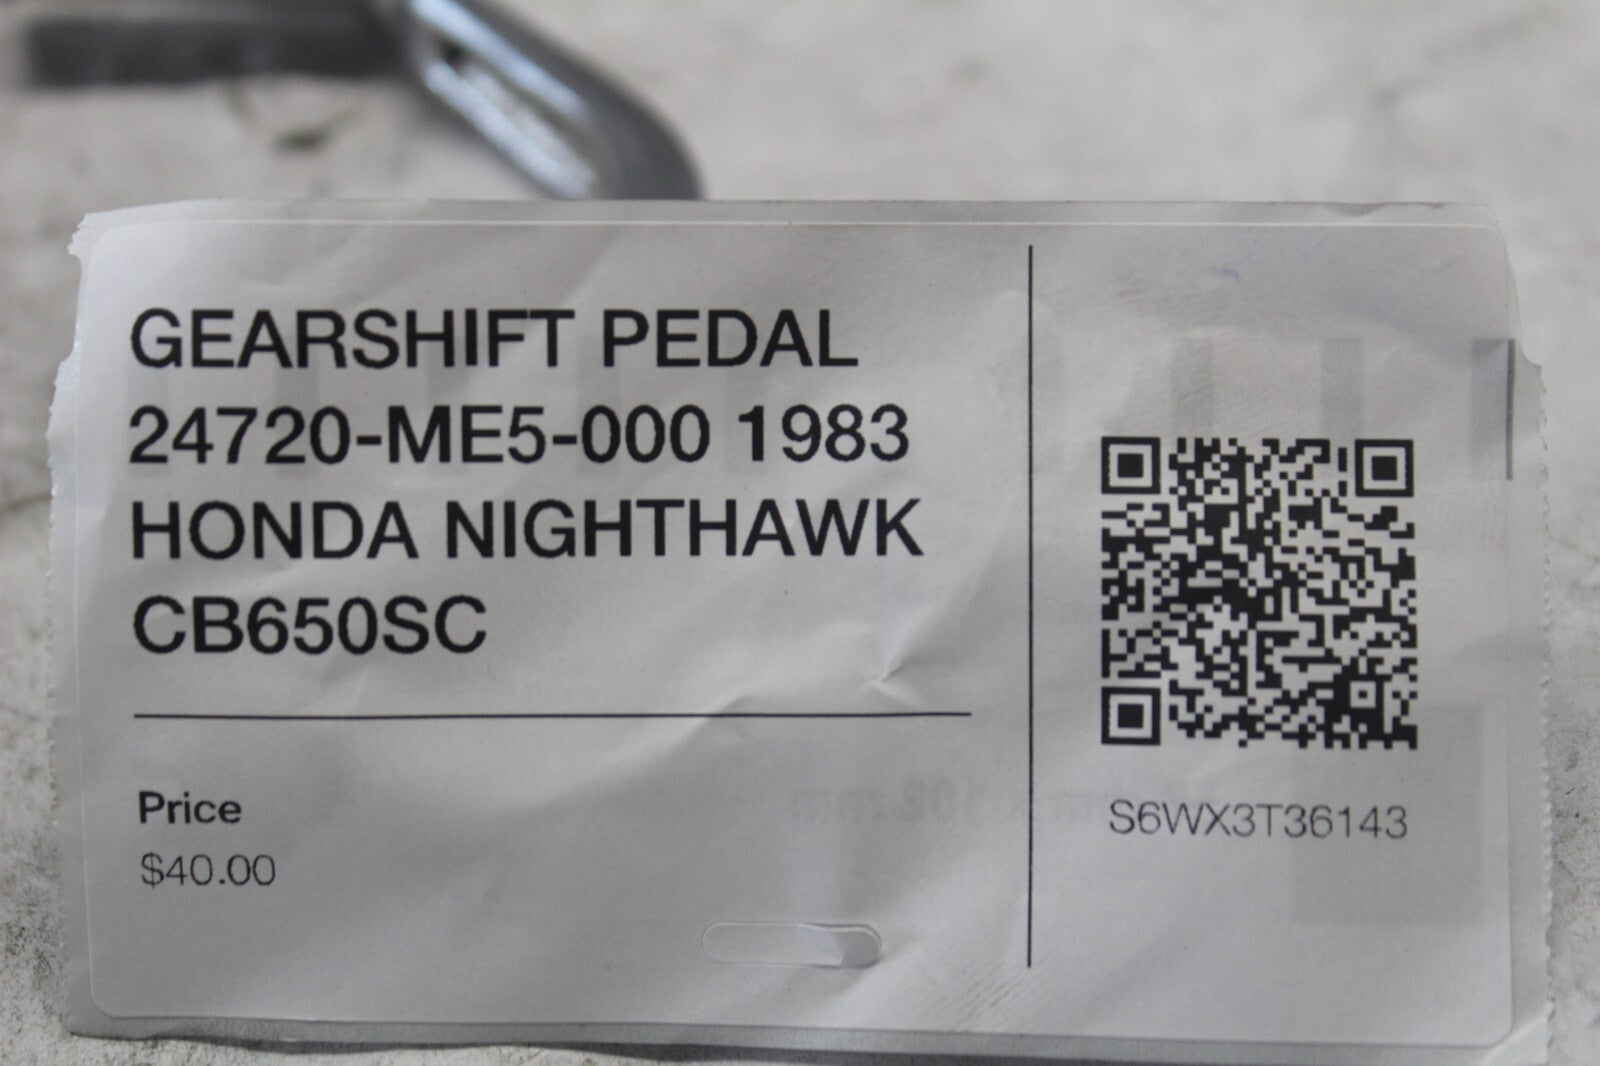 GEARSHIFT PEDAL
24720-ME5-000 1983
HONDA NIGHTHAWK
CB650SC
Price
$40.00
S6WX3T36143